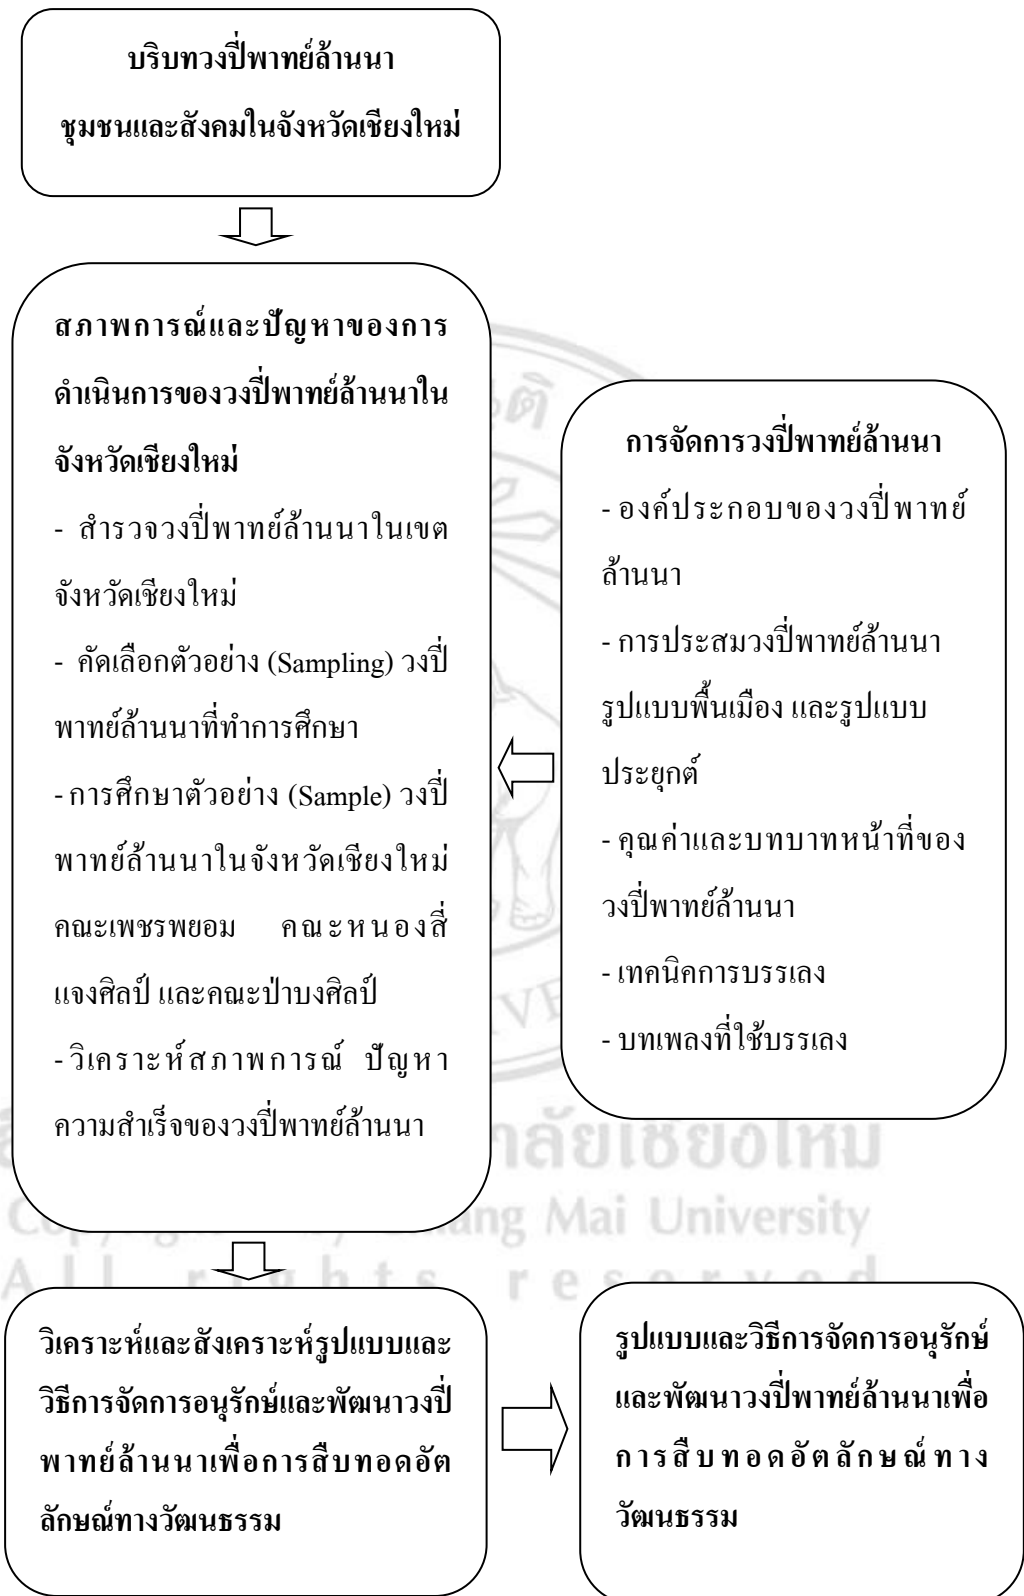 บริบทวงปี่พาทย์ล้านนา
ชุมชนและสังคมในจังหวัดเชียงใหม่
สภาพการณ์และปัญหาของการ
ดำเนินการของวงปี่พาทย์ล้านนาใน
จังหวัดเชียงใหม่
- สำรวจวงปี่พาทย์ล้านนาในเขต
จังหวัดเชียงใหม่
- คัดเลือกตัวอย่าง (Sampling) วงปี่
พาทย์ล้านนาที่ทำการศึกษา
- การศึกษาตัวอย่าง (Sample) วงปี่
พาทย์ล้านนาในจังหวัดเชียงใหม่
คณะเพชรพยอม คณะหนองสี่
แจงศิลป์ และคณะป่าบงศิลป์
- วิเคราะห์สภาพการณ์ ปัญหา
ความสำเร็จของวงปี่พาทย์ล้านนา
การจัดการวงปี่พาทย์ล้านนา
- องค์ประกอบของวงปี่พาทย์
ล้านนา
- การประสมวงปี่พาทย์ล้านนา
รูปแบบพื้นเมือง และรูปแบบ
ประยุกต์
- คุณค่าและบทบาทหน้าที่ของ
วงปี่พาทย์ล้านนา
- เทคนิคการบรรเลง
- บทเพลงที่ใช้บรรเลง
วิเคราะห์และสังเคราะห์รูปแบบและ
วิธีการจัดการอนุรักษ์และพัฒนาวงปี่
พาทย์ล้านนาเพื่อการสืบทอดอัต
ลักษณ์ทางวัฒนธรรม
รูปแบบและวิธีการจัดการอนุรักษ์
และพัฒนาวงปี่พาทย์ล้านนาเพื่อ
การสืบทอดอัตลักษณ์ทาง
วัฒนธรรม
าลัยเชียงใหม่
ang Mai University
All rights reserved